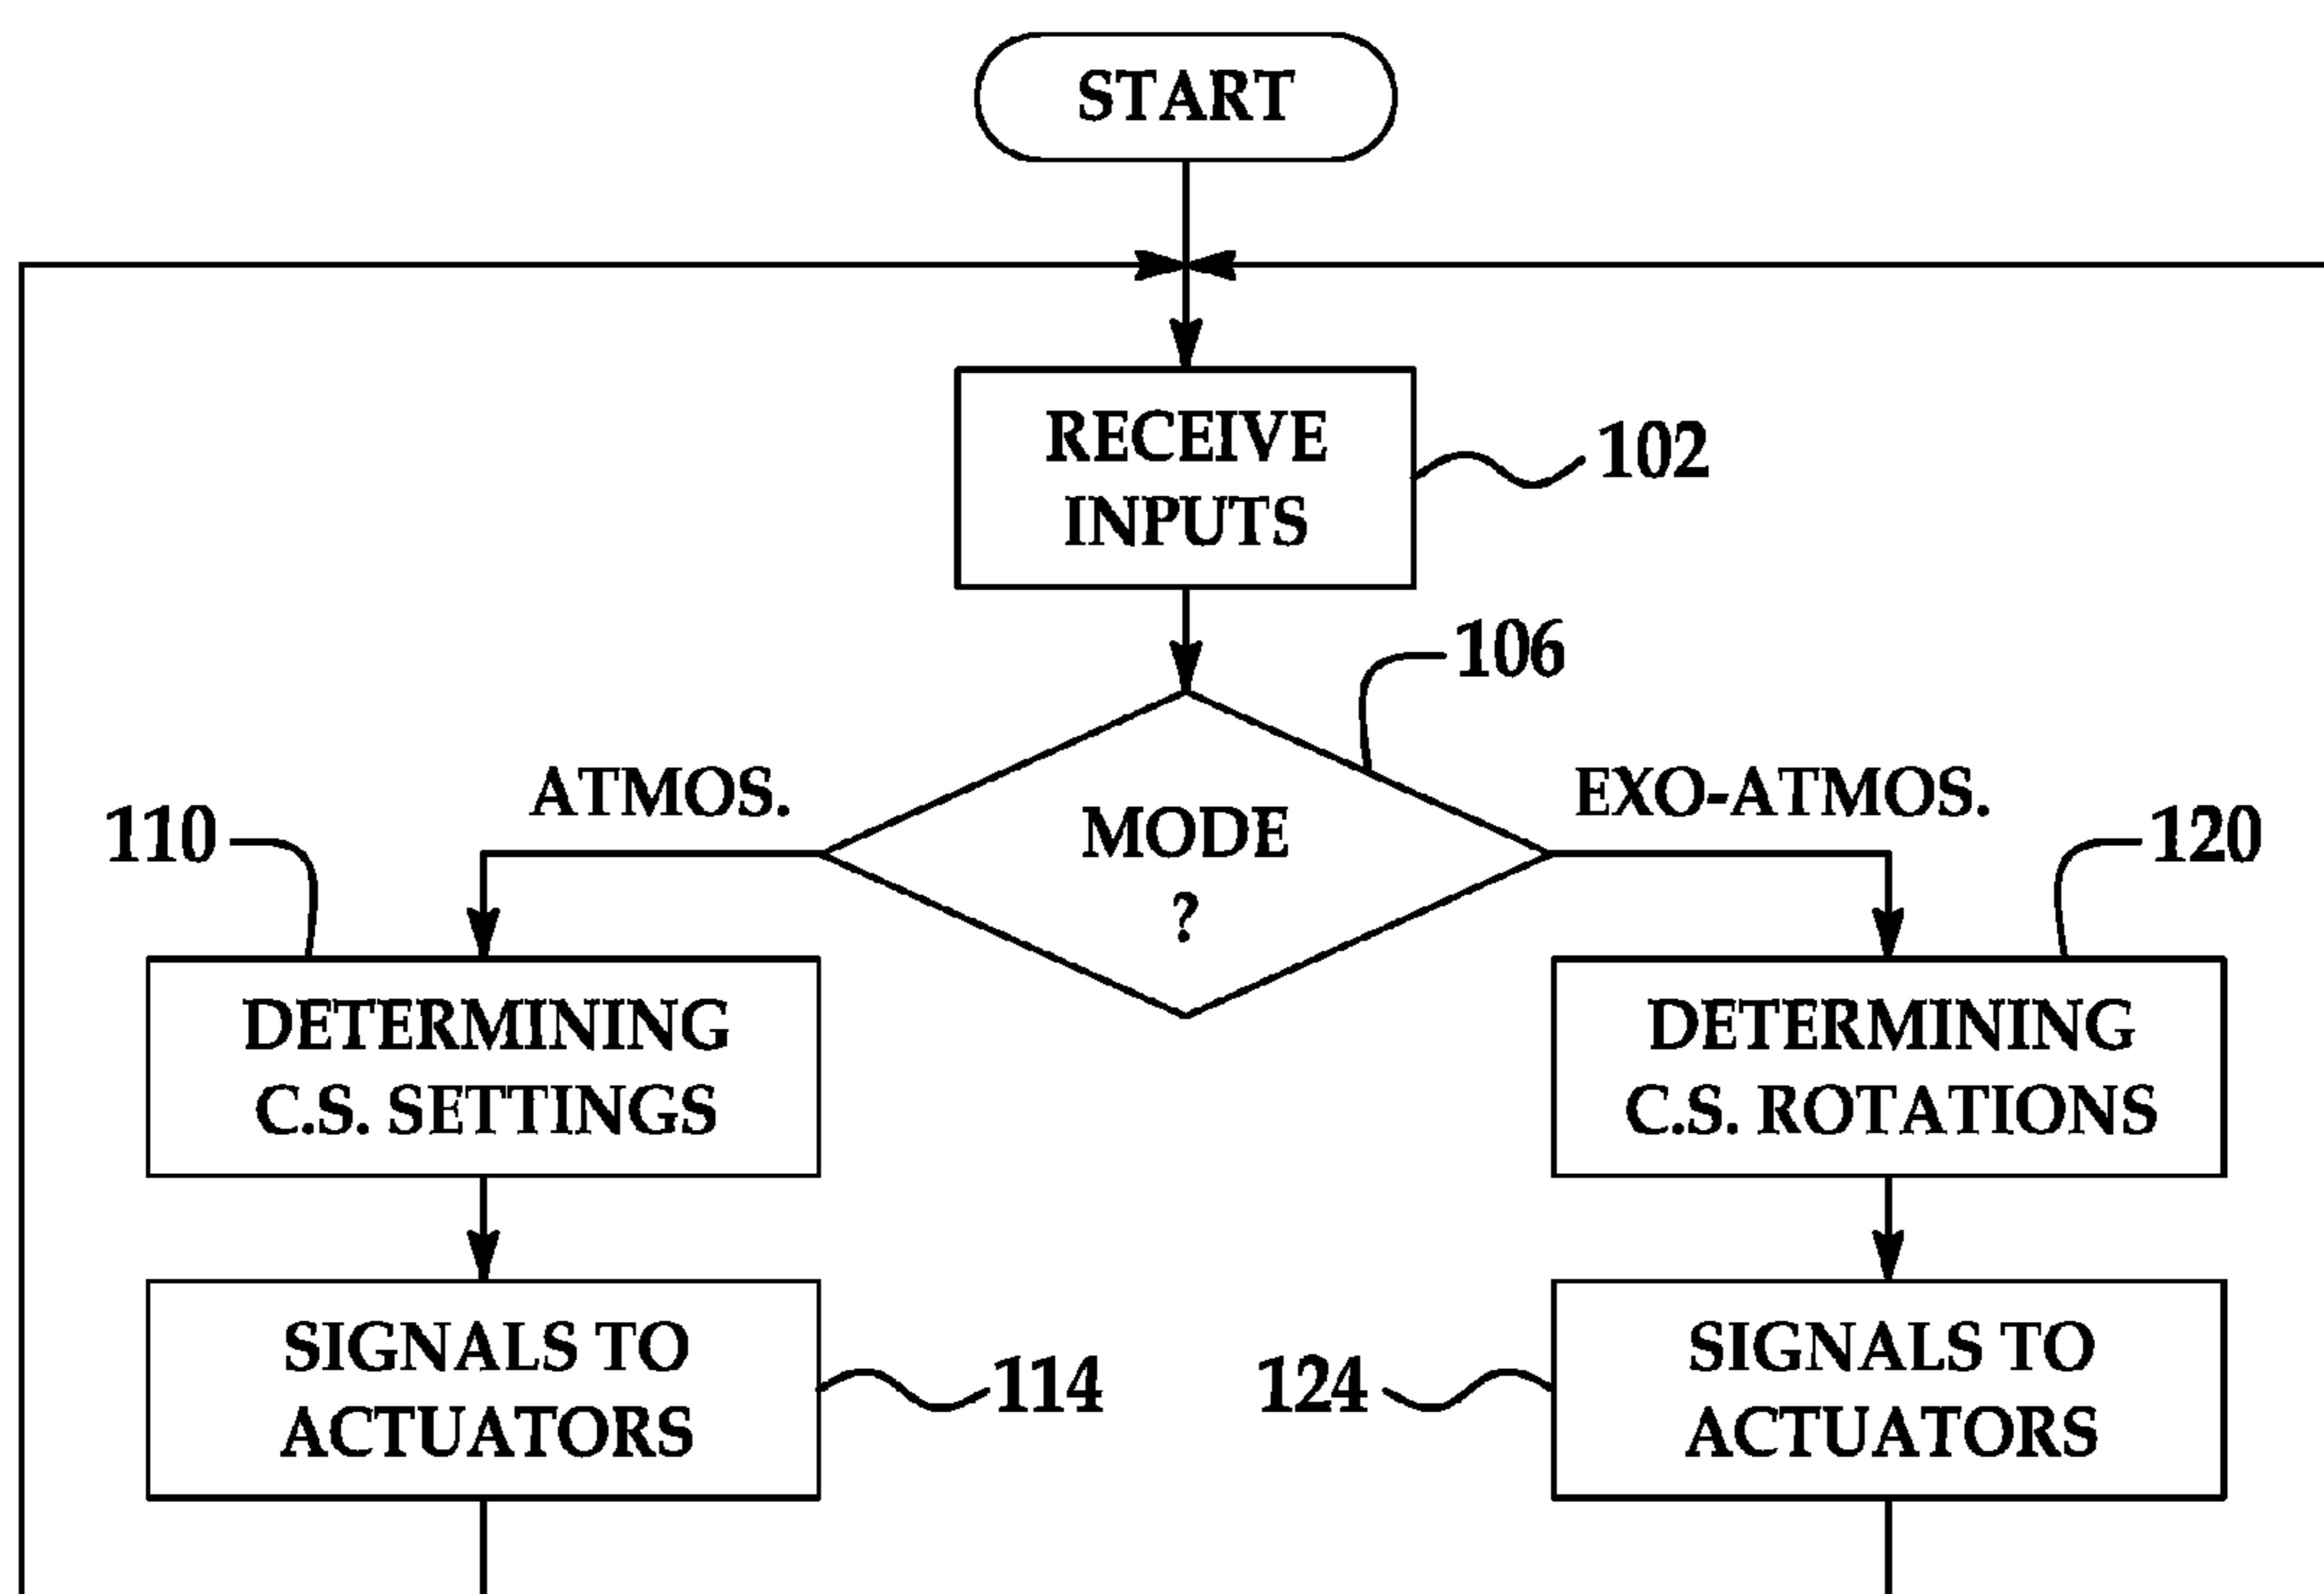 START
RECEIVE
INPUTS
102
106
ATMOS.
EXO-ATMOS.
MODE
?
110
120
DETERMINING
C.S. SETTINGS
DETERMINING
C.S. ROTATIONS
SIGNALS TO
ACTUATORS
114
124
SIGNALS TO
ACTUATORS